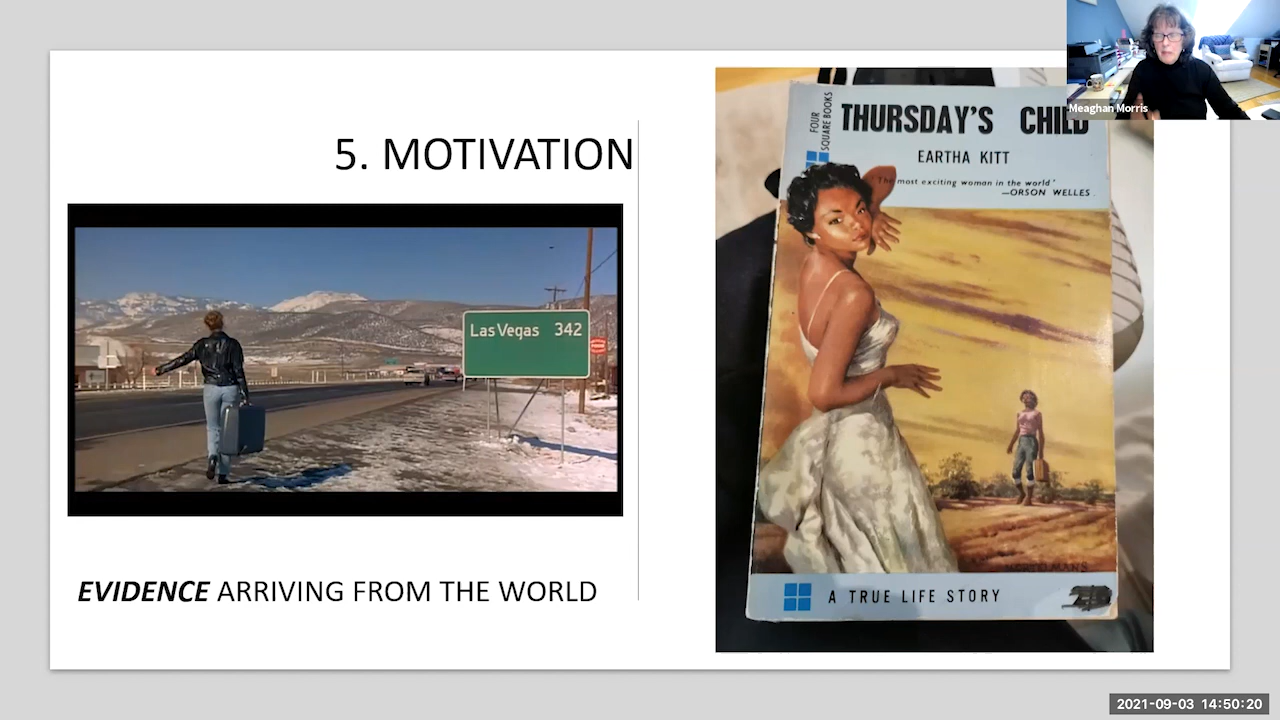 Meaghan Morris
5. MOTIVATION
Las Vegas 342
EVIDENCE ARRIVING FROM THE WORLD
FOUR
SQUARE BOOKS
THURSDAY'S CHILD
EARTHA KITT
'The most exciting woman in the world'
—ORSON WELLES.
A TRUE LIFE STORY
2021-09-03 14:50:20